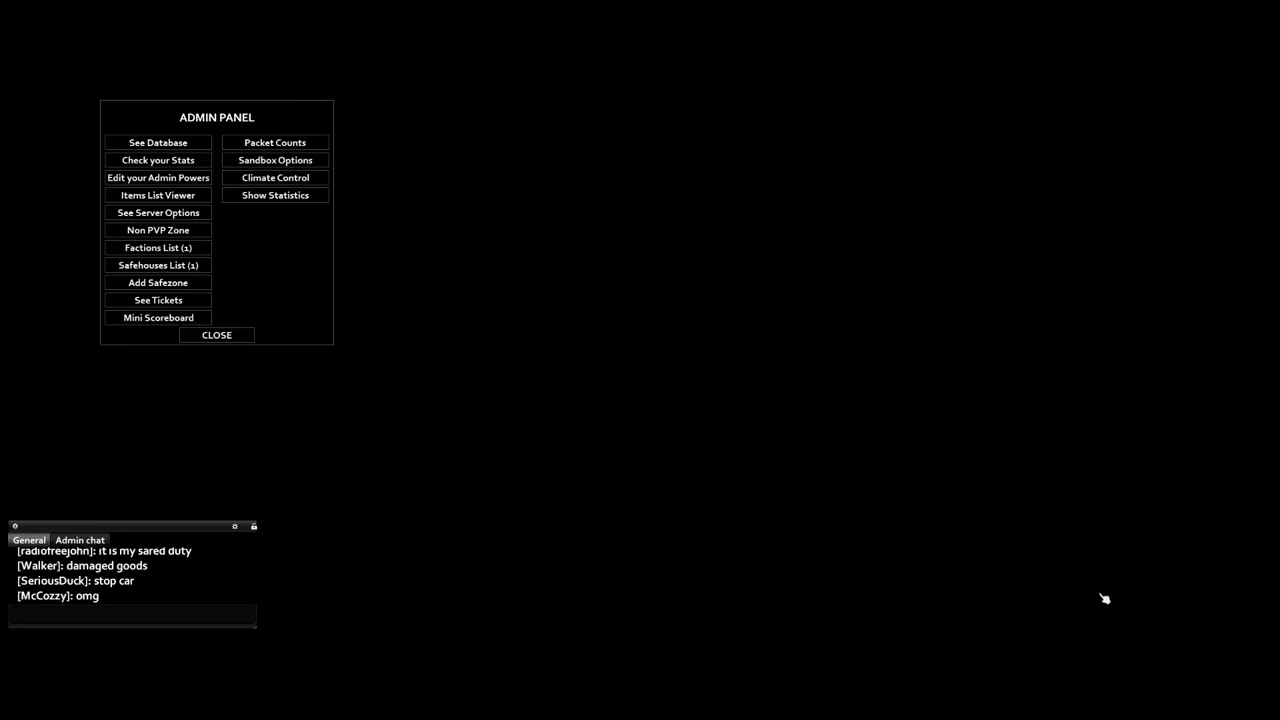 ADMIN PANEL
See Database
Packet Counts
Check your Stats
Sandbox Options
Edit your Admin Powers
Climate Control
Items List Viewer
Show Statistics
See Server Options
Non PVP Zone
Factions List (1)
Safehouses List (1)
Add Safezone
See Tickets
Mini Scoreboard
CLOSE
General
Admin chat
[radiofreejohn]: it is my sared duty
[Walker]: damaged goods
[SeriousDuck]: stop car
[McCozzy]: omg